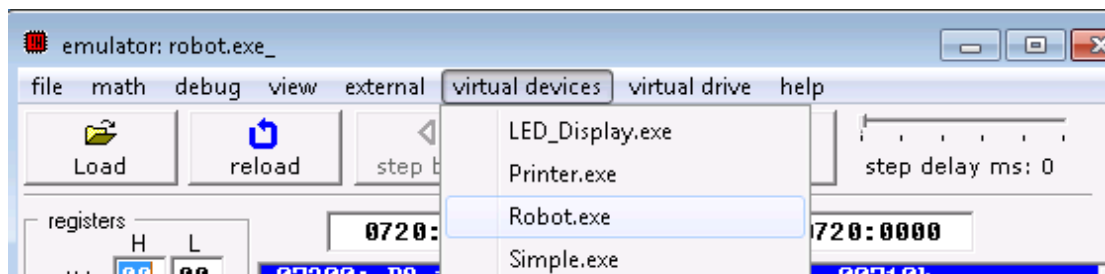 emulator: robot.exe_
file math debug view external virtual devices virtual drive help
LED_Display.exe
Load reload step step delay ms: 0
Printer.exe
registers
H L
0720: Robot.exe 720:0000
Simple.exe